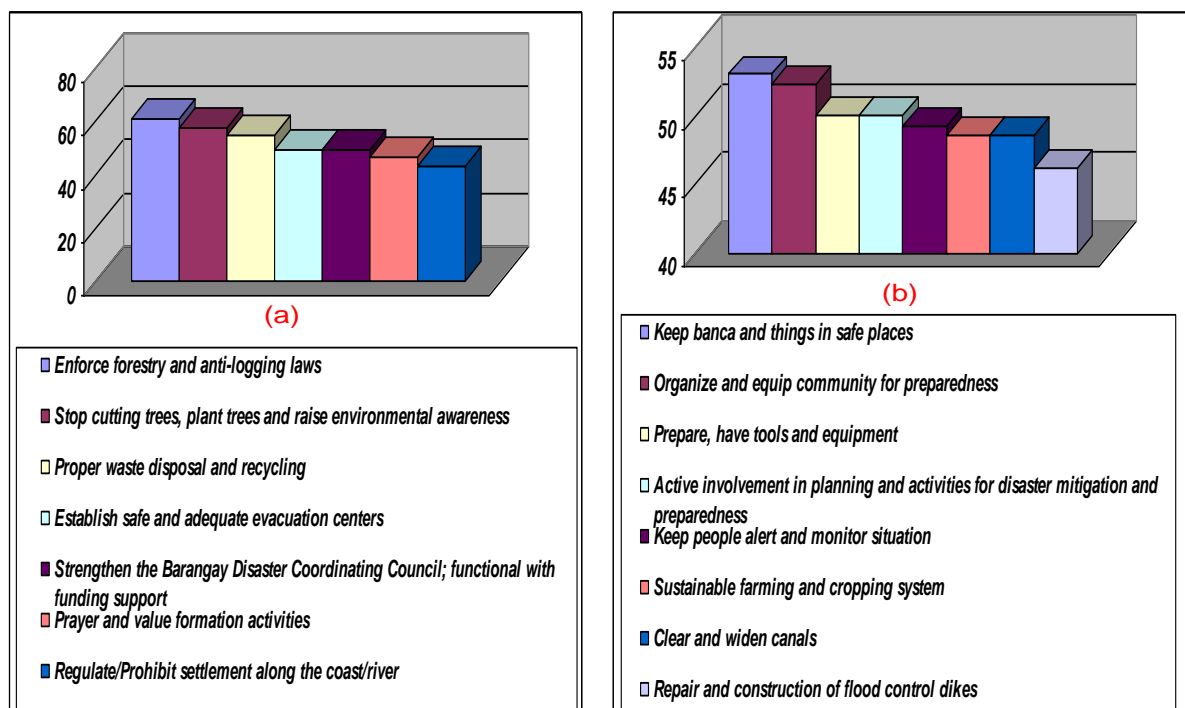 80
60
40
20
0
(a)
Enforce forestry and anti-logging laws
Stop cutting trees, plant trees and raise environmental awareness
Proper waste disposal and recycling
Establish safe and adequate evacuation centers
Strengthen the Barangay Disaster Coordinating Council; functional with
funding support
Prayer and value formation activities
Regulate/Prohibit settlement along the coast/river
55
50
45
40
(b)
Keep banca and things in safe places
Organize and equip community for preparedness
Prepare, have tools and equipment
Active involvement in planning and activities for disaster mitigation and
preparedness
Keep people alert and monitor situation
Sustainable farming and cropping system
Clear and widen canals
Repair and construction of flood control dikes